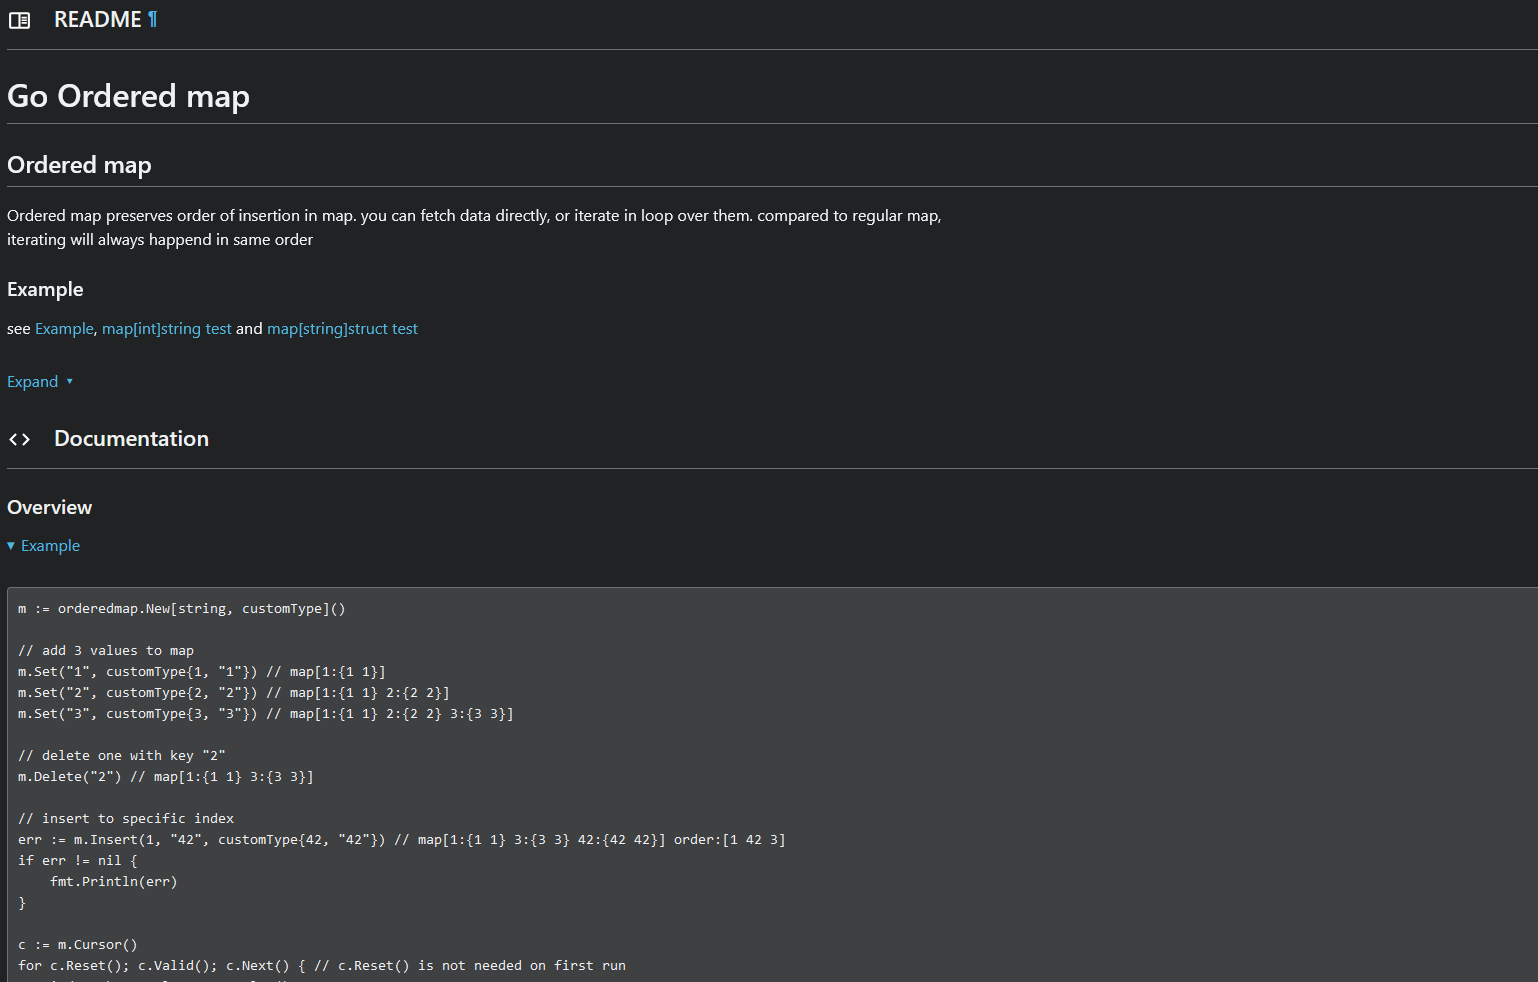 README ¶
Go Ordered map
Ordered map
Ordered map preserves order of insertion in map. you can fetch data directly, or iterate in loop over them. compared to regular map,
iterating will always happend in same order
Example
see Example, map[int]string test and map[string]struct test
Expand ▾
<> Documentation
Overview
▾ Example
m := orderedmap.New[string, customType]()
// add 3 values to map
m.Set("1", customType{1, "1"}) // map[1:{1 1}]
m.Set("2", customType{2, "2"}) // map[1:{1 1} 2:{2 2}]
m.Set("3", customType{3, "3"}) // map[1:{1 1} 2:{2 2} 3:{3 3}]
// delete one with key "2"
m.Delete("2") // map[1:{1 1} 3:{3 3}]
// insert to specific index
err := m.Insert(1, "42", customType{42, "42"}) // map[1:{1 1} 3:{3 3} 42:{42 42}] order:[1 42 3]
if err != nil {
    fmt.Println(err)
}
c := m.Cursor()
for c.Reset(); c.Valid(); c.Next() { // c.Reset() is not needed on first run